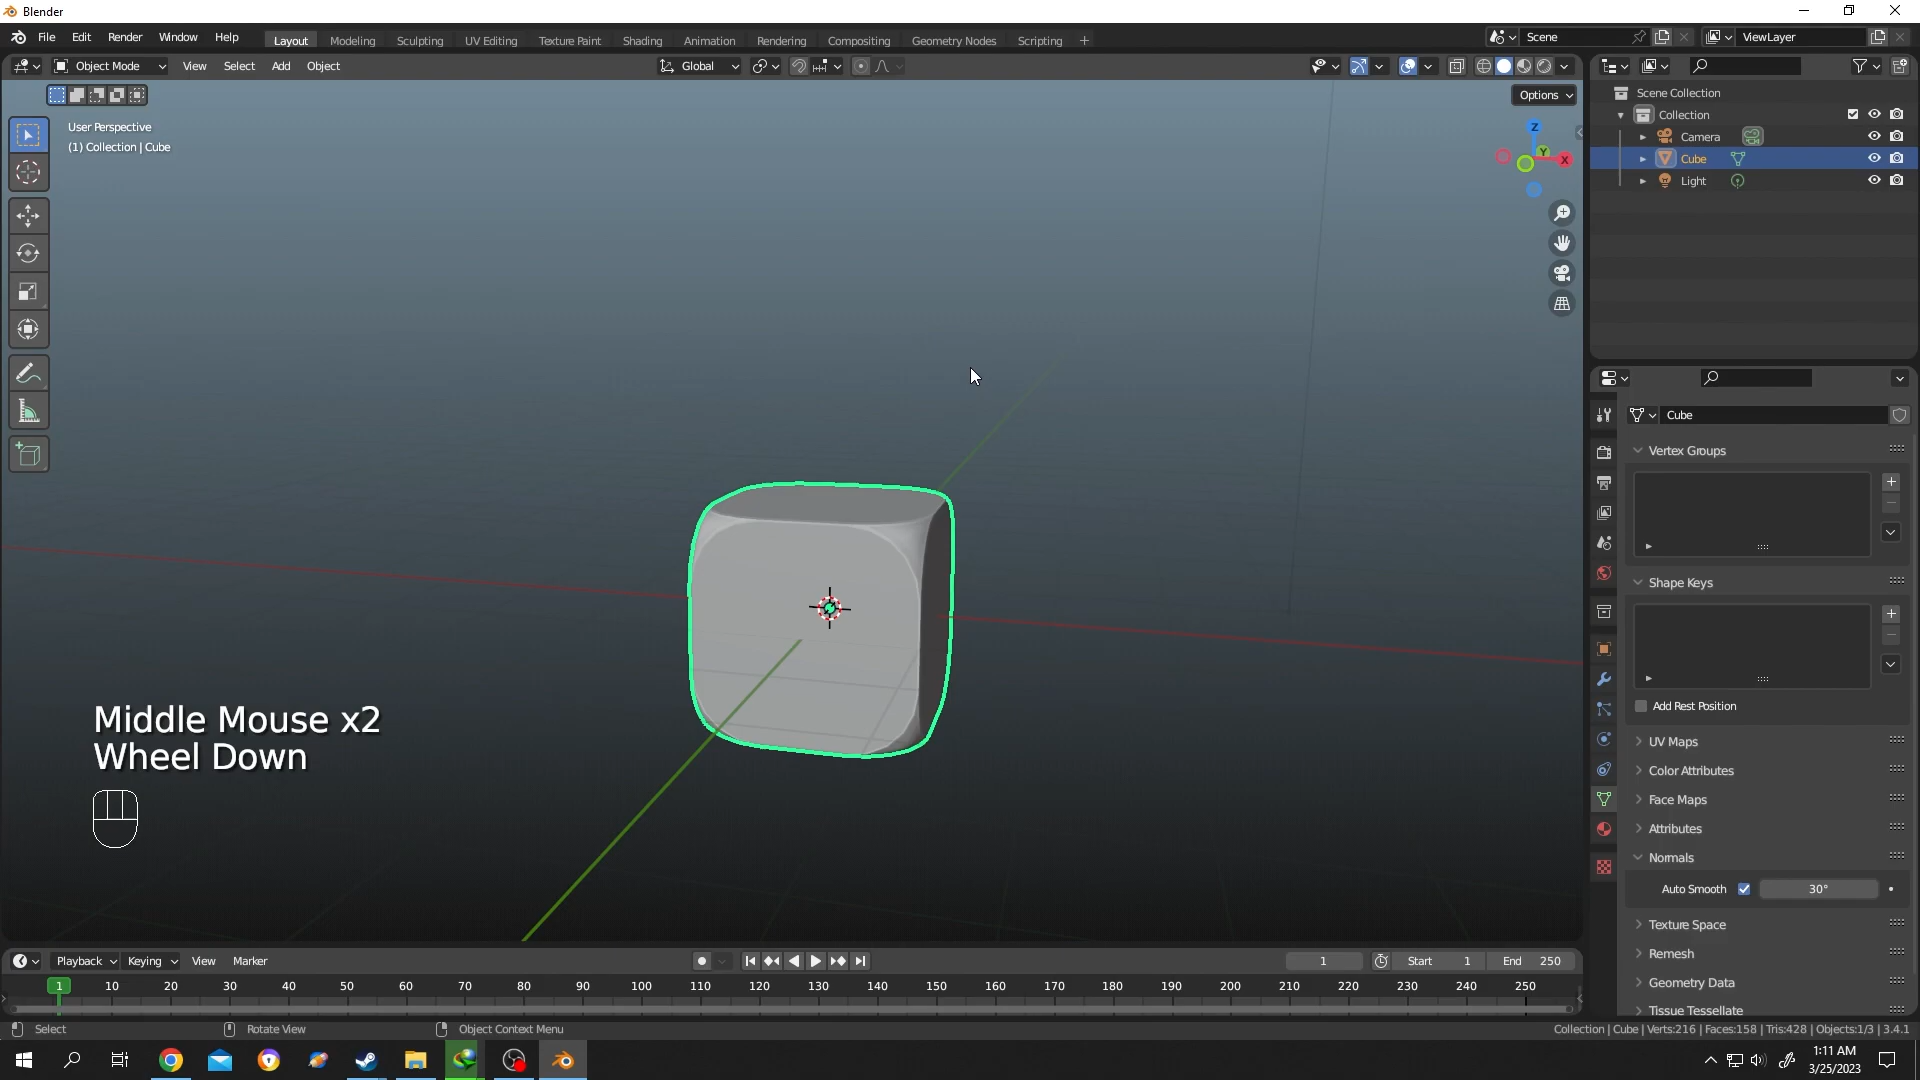 Blender
File Edit Render Window Help
Layout Modeling Sculpting UV Editing Texture Paint Shading Animation Rendering Compositing Geometry Nodes Scripting +
Scene
ViewLayer
Object Mode View Select Add Object
Global
Options
User Perspective
(1) Collection | Cube
Z
Y
X
Scene Collection
Collection
Camera
Cube
Light
Cube
Vertex Groups
Shape Keys
Add Rest Position
UV Maps
Color Attributes
Face Maps
Attributes
Normals
Auto Smooth 30°
Texture Space
Remesh
Geometry Data
Tissue Tessellate
Middle Mouse x2
Wheel Down
Playback Keying View Marker
1 Start 1 End 250
1 10 20 30 40 50 60 70 80 90 100 110 120 130 140 150 160 170 180 190 200 210 220 230 240 250
Select Rotate View Object Context Menu
Collection | Cube | Verts:216 | Faces:158 | Tris:428 | Objects:1/3 | 3.4.1
1:11 AM
3/25/2023